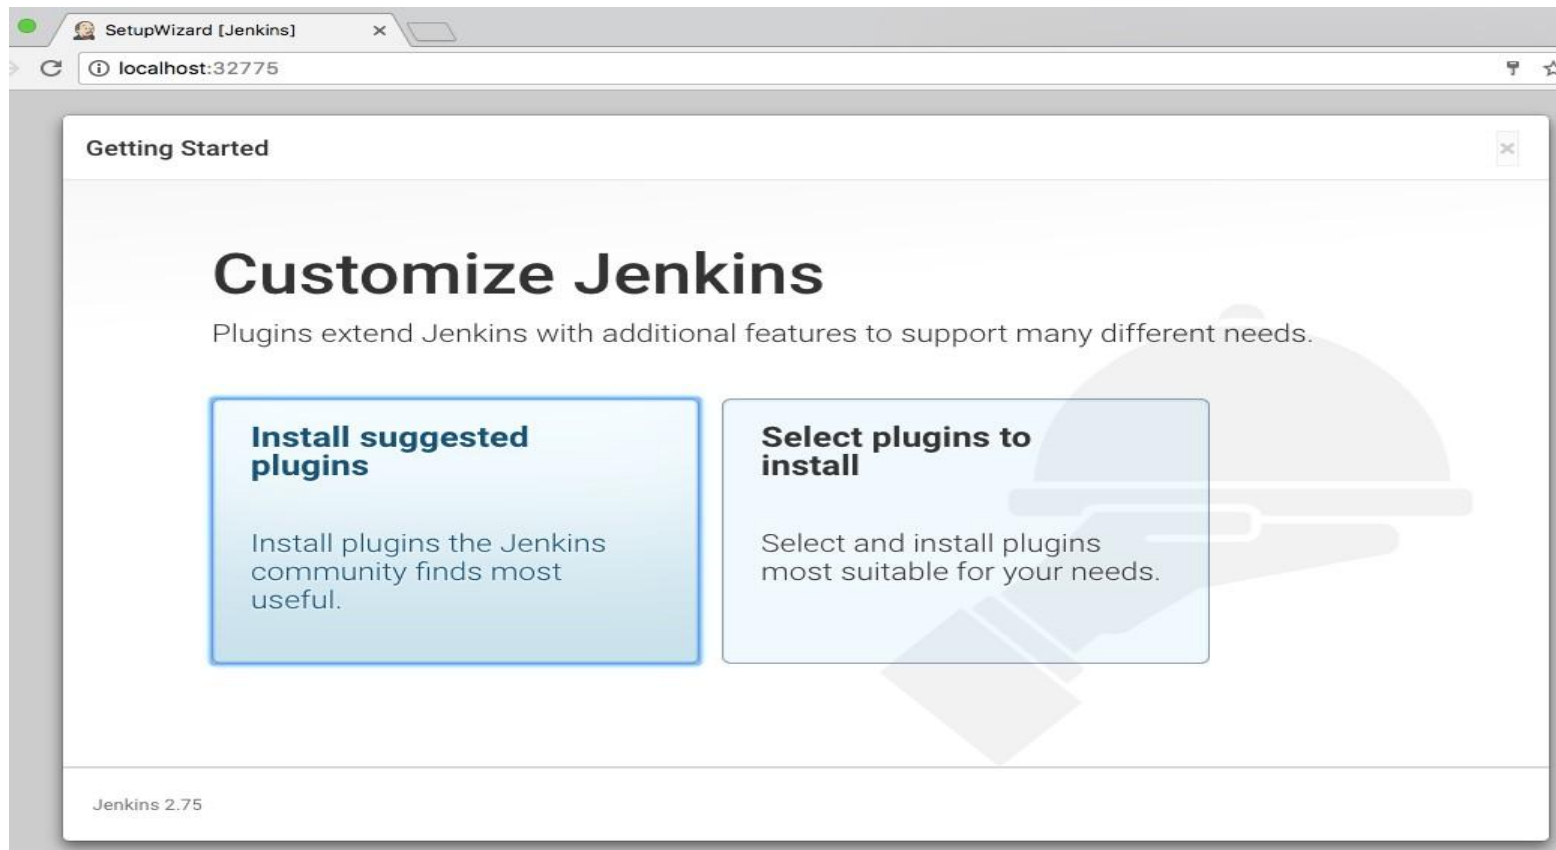 SetupWizard [Jenkins]
localhost:32775
Getting Started
Customize Jenkins
Plugins extend Jenkins with additional features to support many different needs.
Install suggested
plugins
Install plugins the Jenkins
community finds most
useful.
Select plugins to
install
Select and install plugins
most suitable for your needs.
Jenkins 2.75